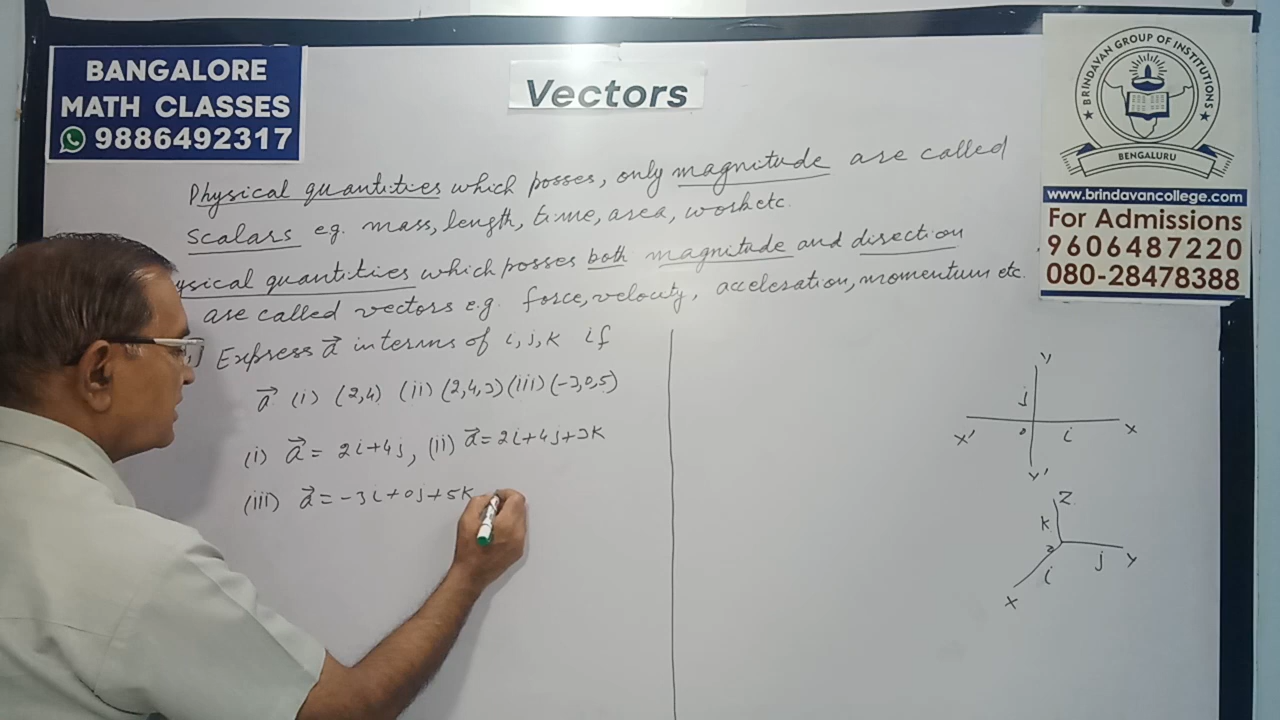 BANGALORE
MATH CLASSES
9886492317
Vectors
BRINDAVAN GROUP OF INSTITUTIONS
BENGALURU
www.brindavancollege.com
For Admissions
9606487220
080-28478388
Physical quantities which posses, only magnitude are called
scalars eg. mass, length, time, area, work etc.
ysical quantities which posses both magnitude and direction
are called vectors e.g. force, velocity, acceleration, momentum etc.
Express a⃗ in terms of i, j, k if
a⃗ (i) (2,4) (ii) (2,4,3) (iii) (-3,0,5)
(i) a⃗ = 2i+4j, (ii) a⃗ = 2i+4j+3k
(iii) a⃗ = -3i+0j+5k
Y
j
X' o i X
Y'
Z
k
o j Y
i
X